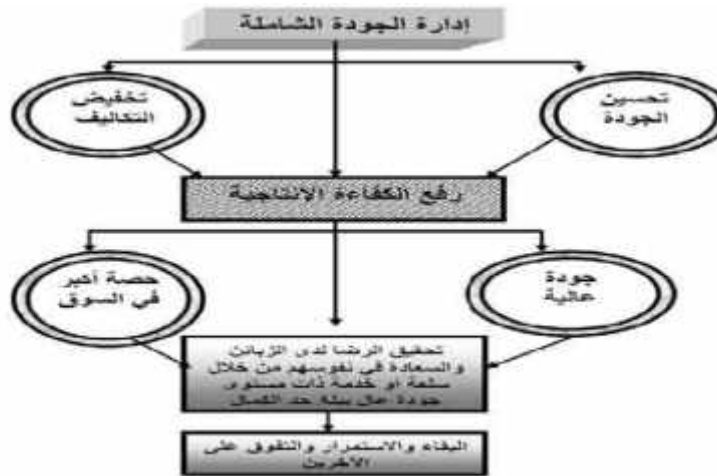 إدارة الجودة الشاملة
تحسين
الجودة
تخفيض
التكاليف
رفع الكفاءة الإنتاجية
جودة
عالية
حصة أكبر
في السوق
تحقيق الرضا لدى الزبائن
والسعادة في نفوسهم من خلال
سلعة او خدمة ذات مستوى
جودة عال حد الكمال
البقاء والاستمرار والتفوق على
الآخرين